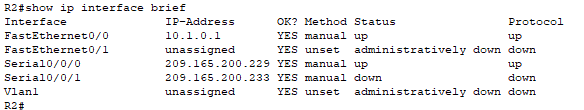 R2#show ip interface brief
Interface IP-Address OK? Method Status Protocol
FastEthernet0/0 10.1.0.1 YES manual up up
FastEthernet0/1 unassigned YES unset administratively down down
Serial0/0/0 209.165.200.229 YES manual up up
Serial0/0/1 209.165.200.233 YES manual down down
Vlan1 unassigned YES unset administratively down down
R2#